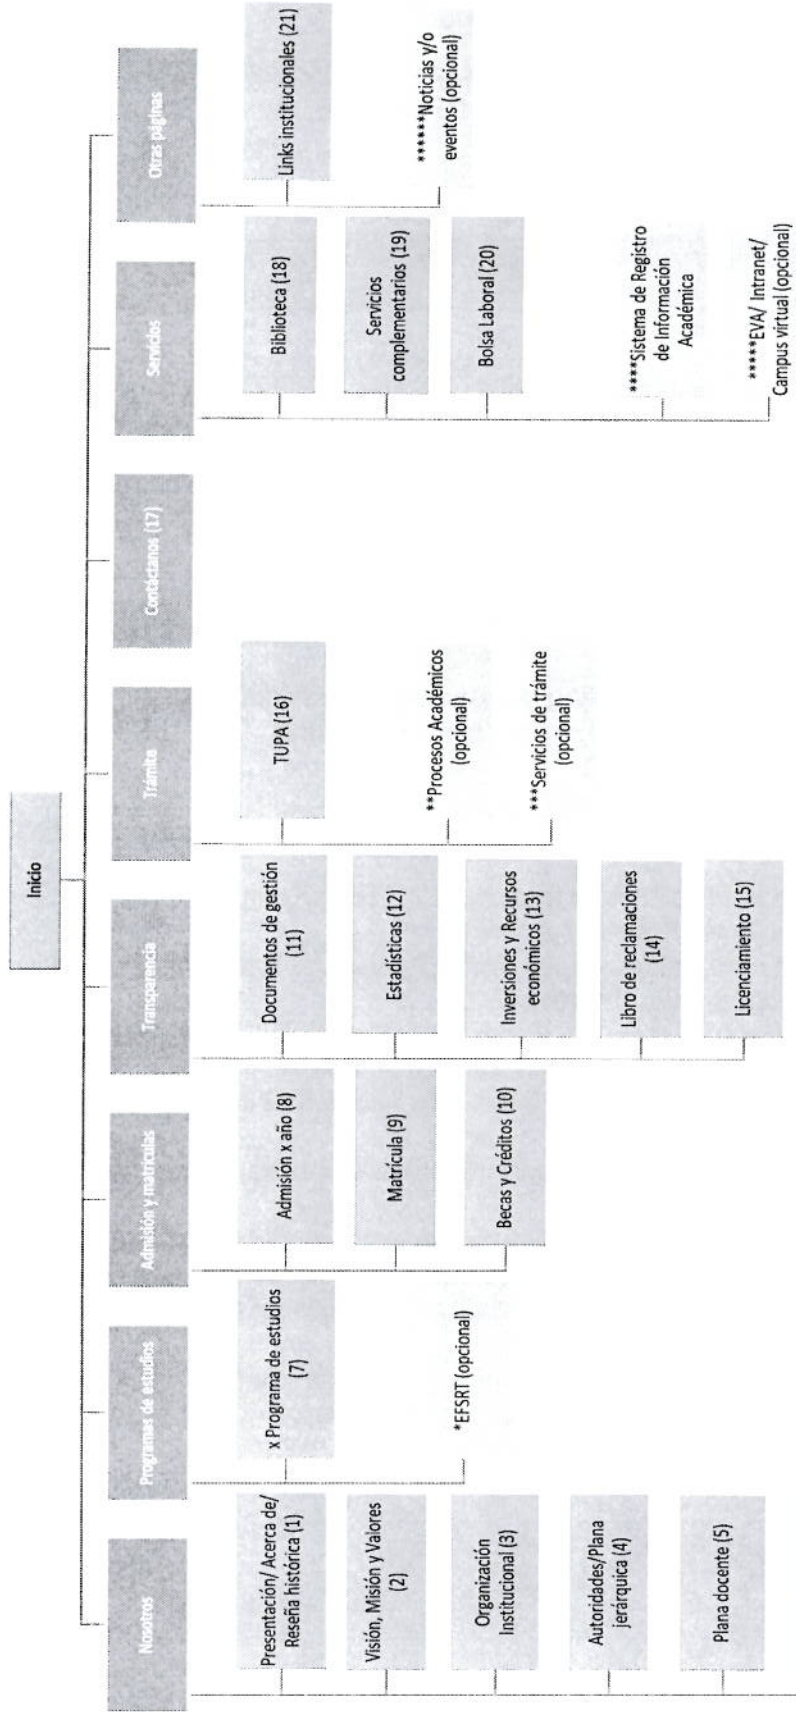 Inicio
Nosotros
Presentación/ Acerca de/
Reseña histórica (1)
Visión, Misión y Valores
(2)
Organización
Institucional (3)
Autoridades/Plana
jerárquica (4)
Plana docente (5)
Programas de estudios
x Programa de estudios
(7)
*EFSRT (opcional)
Admisión y matrículas
Admisión x año (8)
Matrícula (9)
Becas y Créditos (10)
Transparencia
Documentos de gestión
(11)
Estadísticas (12)
Inversiones y Recursos
económicos (13)
Libro de reclamaciones
(14)
Licenciamiento (15)
Trámite
TUPA (16)
**Procesos Académicos
(opcional)
***Servicios de trámite
(opcional)
Contáctanos (17)
Servicios
Biblioteca (18)
Servicios
complementarios (19)
Bolsa Laboral (20)
****Sistema de Registro
de Información
Académica
*****EVA/ Intranet/
Campus virtual (opcional)
Otras páginas
Links institucionales (21)
******Noticias y/o
eventos (opcional)